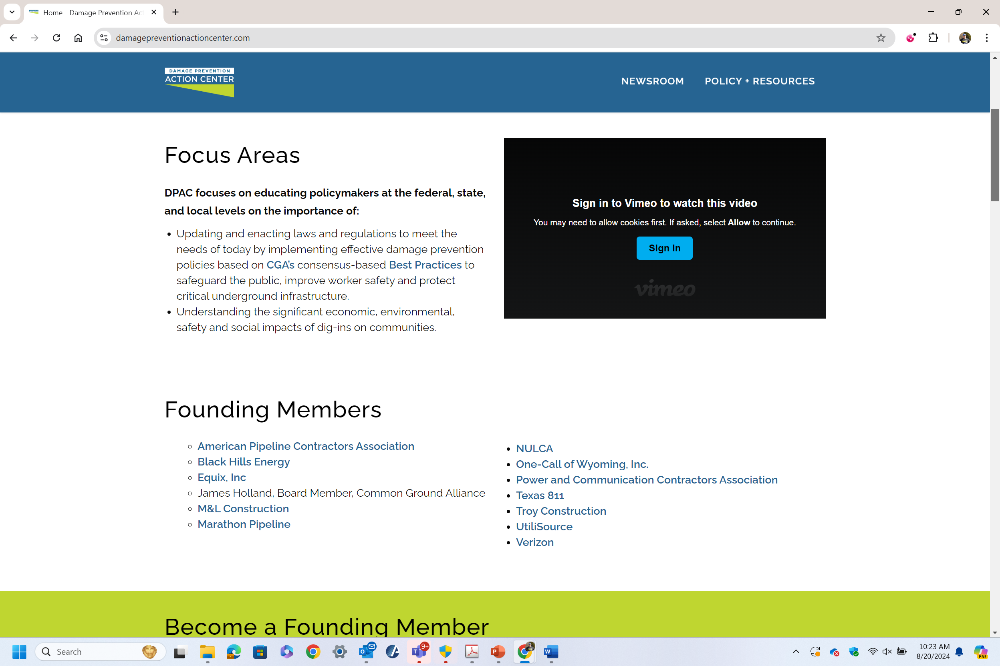 Home - Damage Prevention Ac
damagepreventionactioncenter.com
DAMAGE PREVENTION
ACTION CENTER
NEWSROOM
POLICY + RESOURCES
Focus Areas
DPAC focuses on educating policymakers at the federal, state,
and local levels on the importance of:
Updating and enacting laws and regulations to meet the
needs of today by implementing effective damage prevention
policies based on CGA’s consensus-based Best Practices to
safeguard the public, improve worker safety and protect
critical underground infrastructure.
Understanding the significant economic, environmental,
safety and social impacts of dig-ins on communities.
Sign in to Vimeo to watch this video
You may need to allow cookies first. If asked, select Allow to continue.
Sign in
vimeo
Founding Members
American Pipeline Contractors Association
Black Hills Energy
Equix, Inc
James Holland, Board Member, Common Ground Alliance
M&L Construction
Marathon Pipeline
NULCA
One-Call of Wyoming, Inc.
Power and Communication Contractors Association
Texas 811
Troy Construction
UtiliSource
Verizon
Become a Founding Member
Search
9+
10:23 AM
8/20/2024
PRE